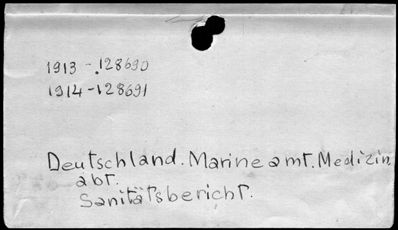 1913 - 128690
1914 - 128691
Deutschland. Marineamt. Medizin
abt.
Sanitätsbericht.